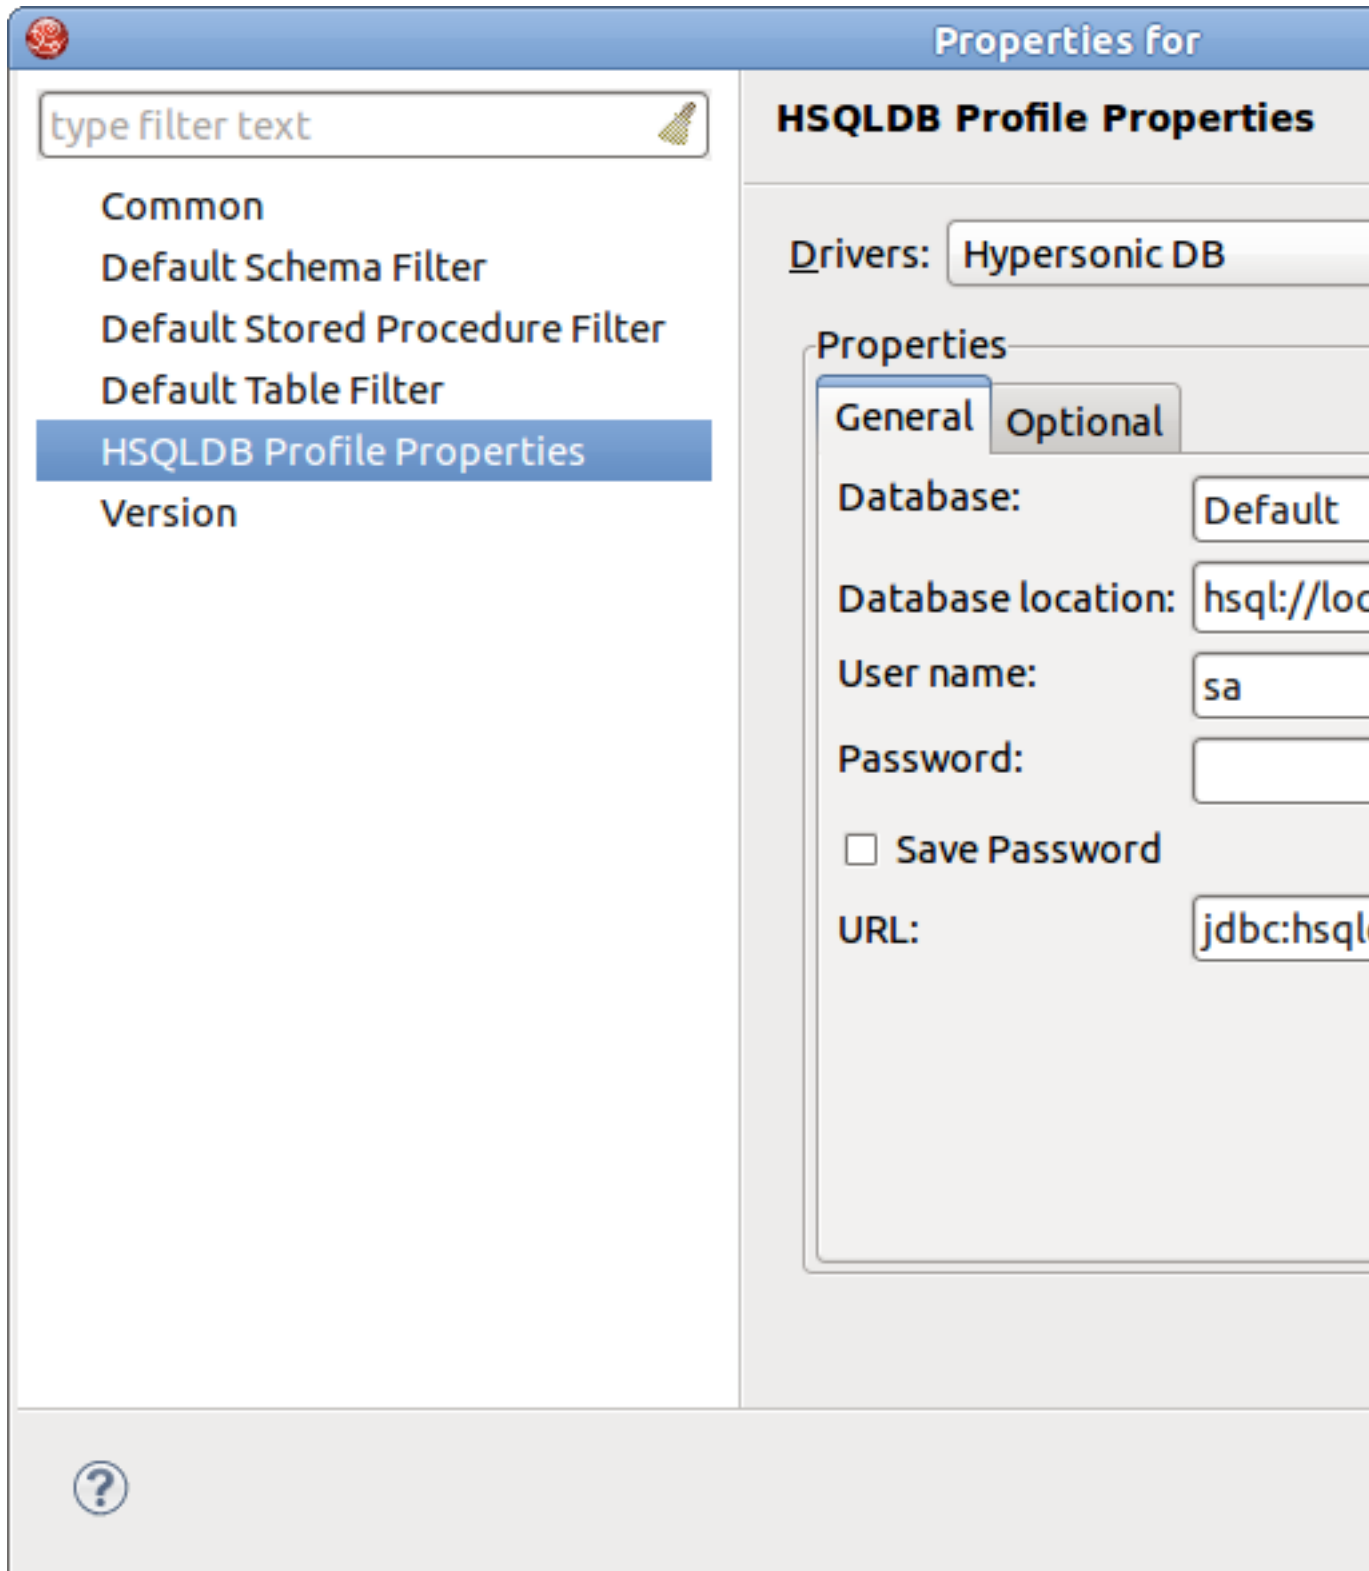 Properties for
type filter text
Common
Default Schema Filter
Default Stored Procedure Filter
Default Table Filter
HSQLDB Profile Properties
Version
HSQLDB Profile Properties
Drivers: Hypersonic DB
Properties
General Optional
Database: Default
Database location:
User name: sa
Password:
Save Password
URL: